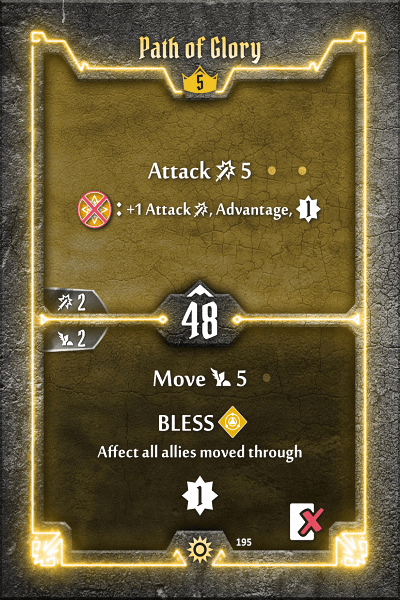 Path of Glory
5
Attack 5
: +1 Attack , Advantage, 1
2
48
2
Move 5
BLESS
Affect all allies moved through
1
195